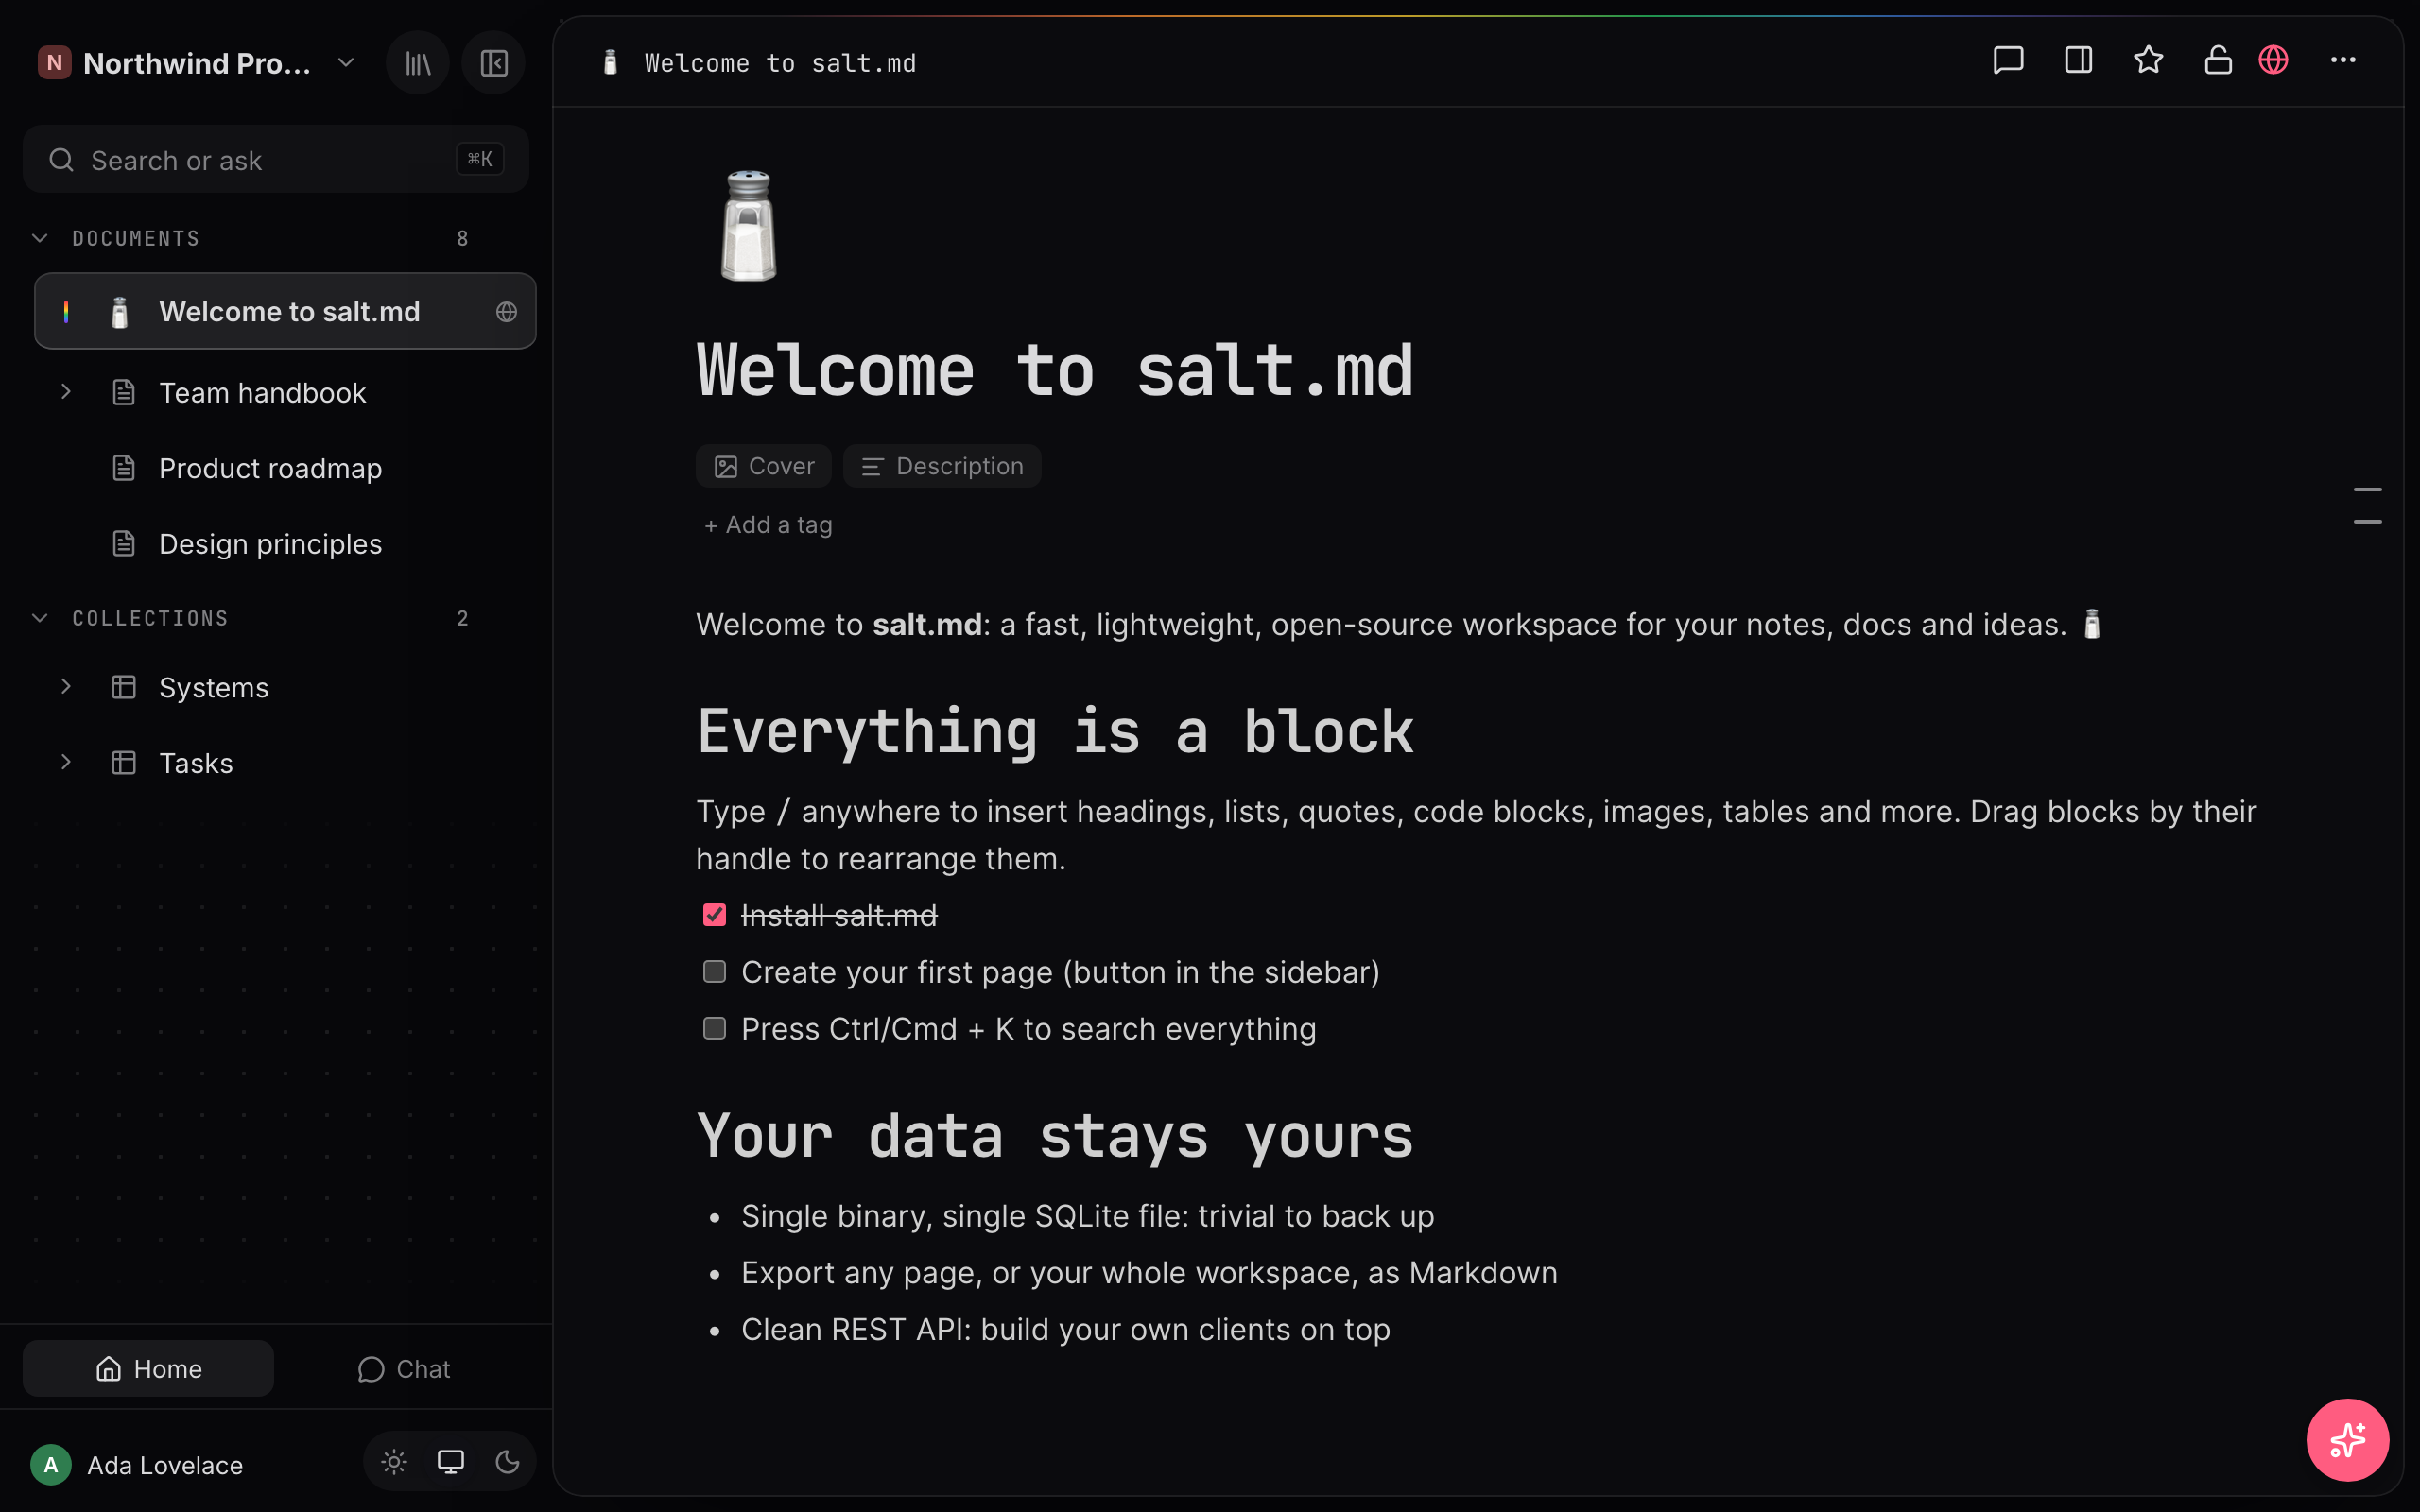 N Northwind Pro...
Search or ask ⌘K
DOCUMENTS 8
Welcome to salt.md
Team handbook
Product roadmap
Design principles
COLLECTIONS 2
Systems
Tasks
Home Chat
A Ada Lovelace
Welcome to salt.md
Welcome to salt.md
Cover Description
+ Add a tag
Welcome to salt.md: a fast, lightweight, open-source workspace for your notes, docs and ideas.
Everything is a block
Type / anywhere to insert headings, lists, quotes, code blocks, images, tables and more. Drag blocks by their
handle to rearrange them.
Install salt.md
Create your first page (button in the sidebar)
Press Ctrl/Cmd + K to search everything
Your data stays yours
• Single binary, single SQLite file: trivial to back up
• Export any page, or your whole workspace, as Markdown
• Clean REST API: build your own clients on top